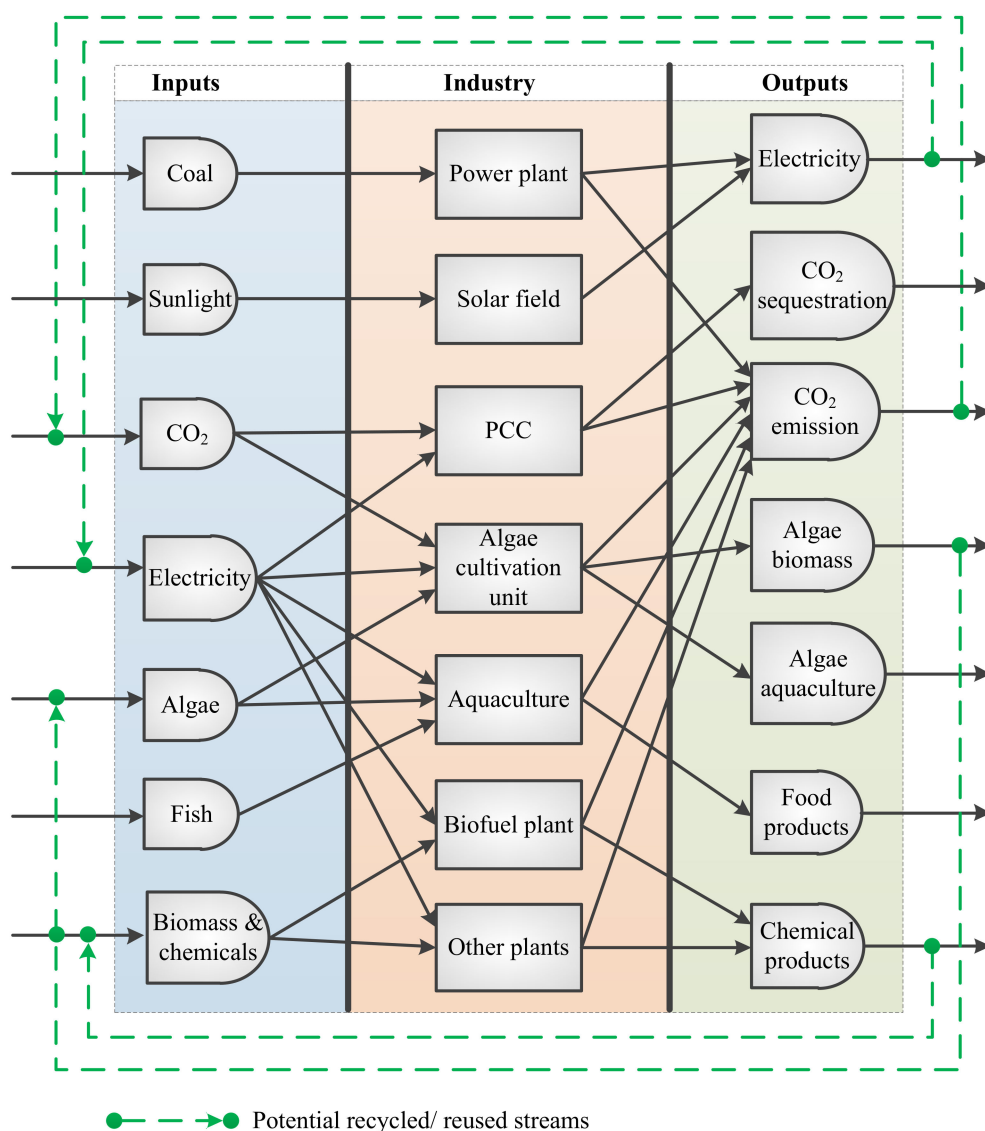 Inputs
Industry
Outputs
Coal
Power plant
Electricity
Sunlight
Solar field
CO₂
sequestration
CO₂
PCC
CO₂
emission
Electricity
Algae
cultivation
unit
Algae
biomass
Algae
Aquaculture
Algae
aquaculture
Fish
Biofuel plant
Food
products
Biomass &
chemicals
Other plants
Chemical
products
Potential recycled/ reused streams